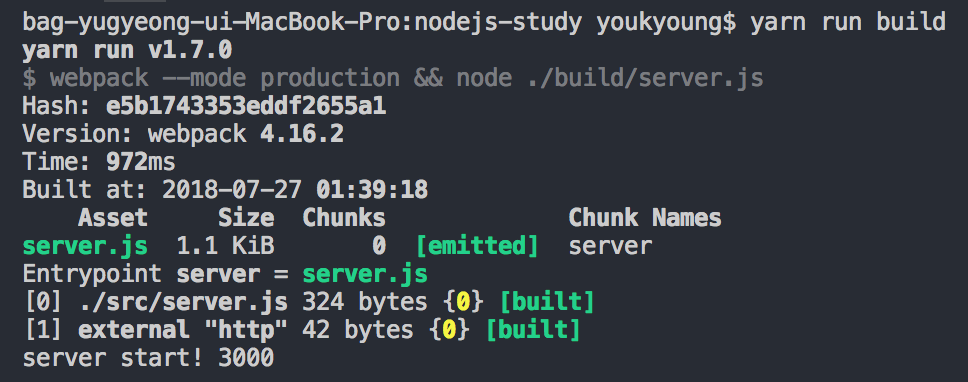 bag-yugyeong-ui-MacBook-Pro:nodejs-study youkyoung$ yarn run build
yarn run v1.7.0
$ webpack --mode production && node ./build/server.js
Hash: e5b1743353eddf2655a1
Version: webpack 4.16.2
Time: 972ms
Built at: 2018-07-27 01:39:18
    Asset     Size  Chunks             Chunk Names
server.js  1.1 KiB       0  [emitted]  server
Entrypoint server = server.js
[0] ./src/server.js 324 bytes {0} [built]
[1] external "http" 42 bytes {0} [built]
server start! 3000